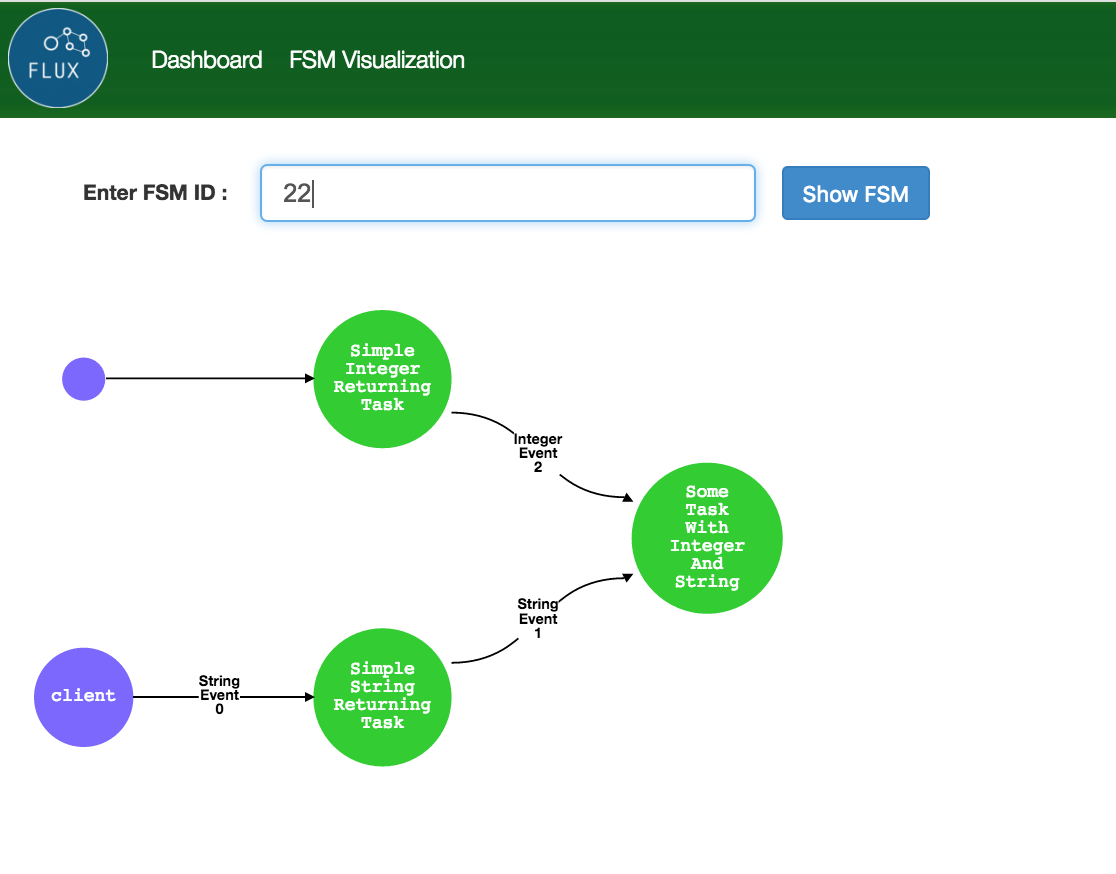 FLUX
Dashboard FSM Visualization
Enter FSM ID :
22
Show FSM
Simple
Integer
Returning
Task
Integer
Event
2
Some
Task
With
Integer
And
String
String
Event
1
client
String
Event
0
Simple
String
Returning
Task